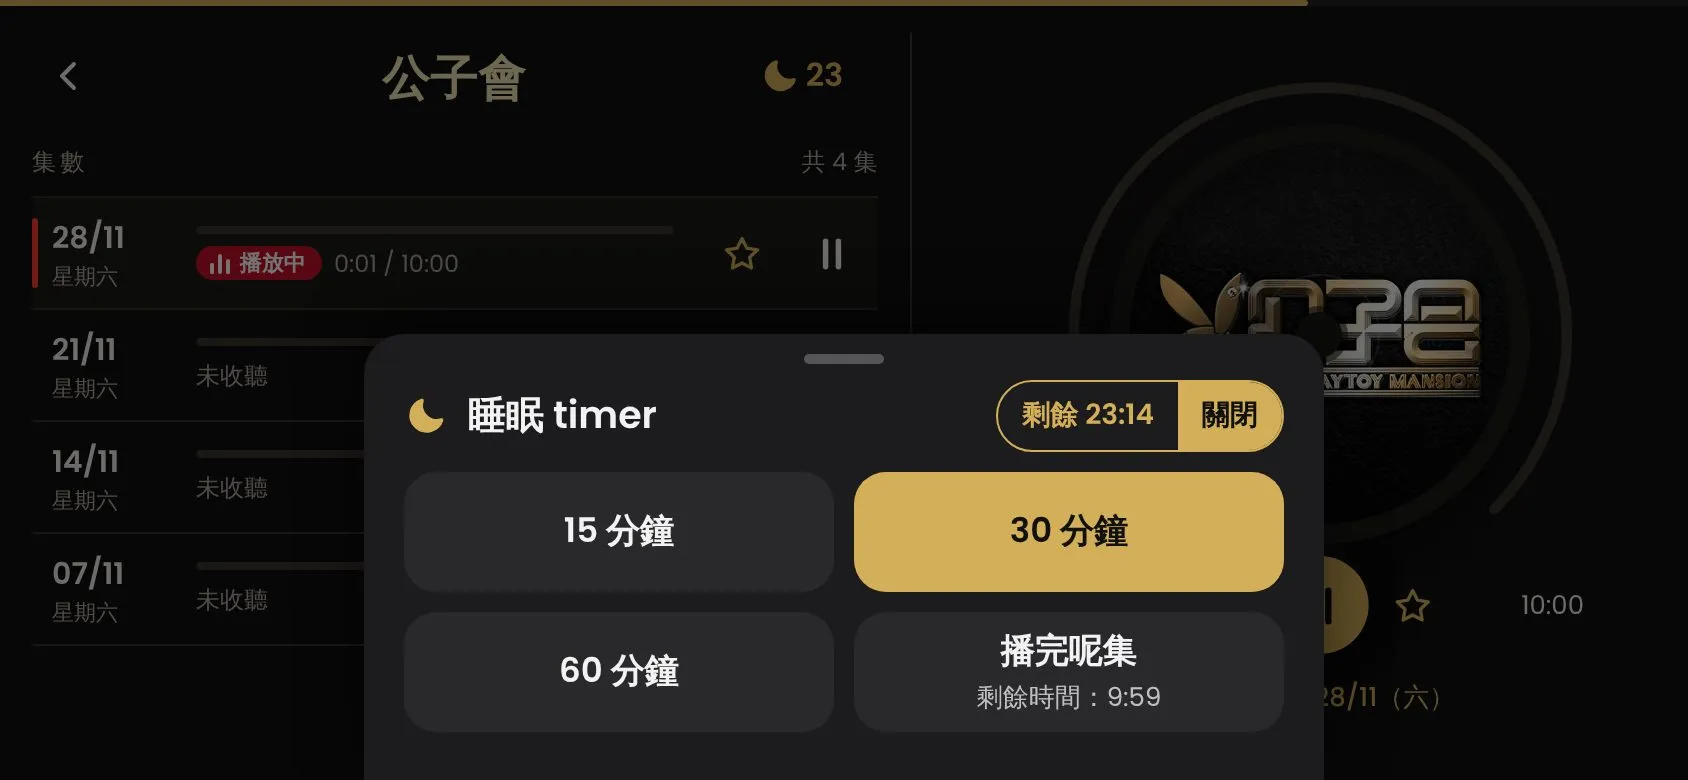 公子會
23
集數
共 4 集
28/11
星期六
播放中
0:01 / 10:00
21/11
星期六
未收聽
14/11
星期六
未收聽
07/11
星期六
未收聽
睡眠 timer
剩餘 23:14
關閉
15 分鐘
30 分鐘
60 分鐘
播完呢集
剩餘時間：9:59
MANSION
10:00
28/11（六）